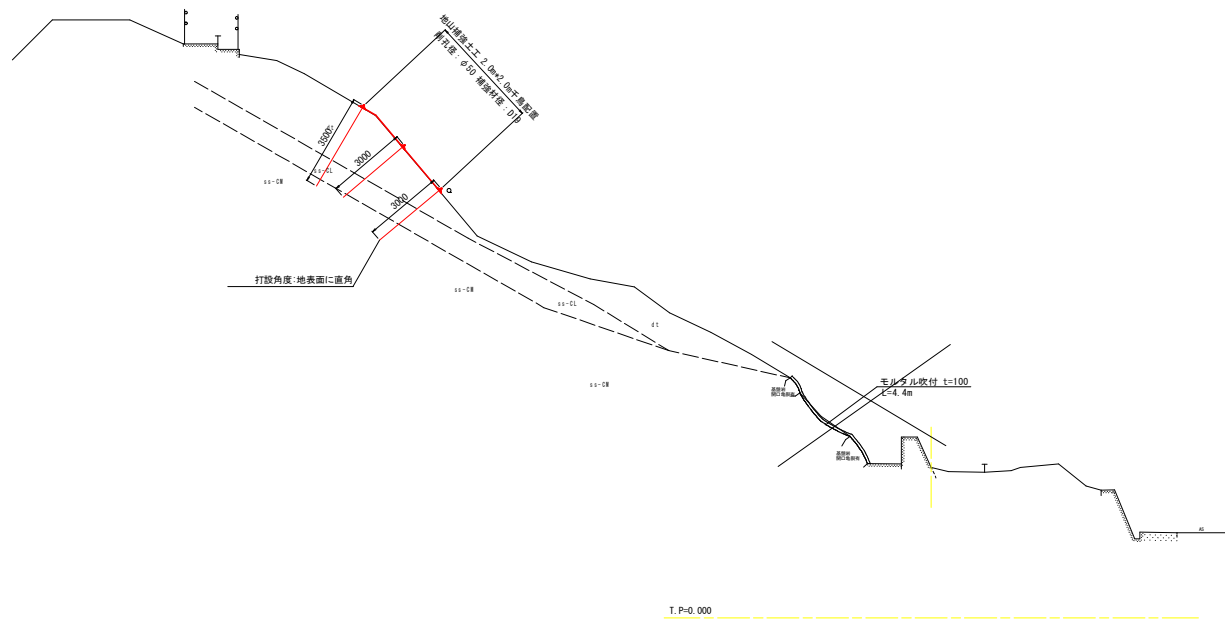 地山補強土工 2.0m*2.0m千鳥配置
削孔径: φ50 補強材径:D19
3500
3000
3000
ss-CL
ss-CM
打設角度:地表面に直角
ss-CM
ss-CL
dt
ss-CM
モルタル吹付 t=100
L=4.4m
AS
T.P=0.000